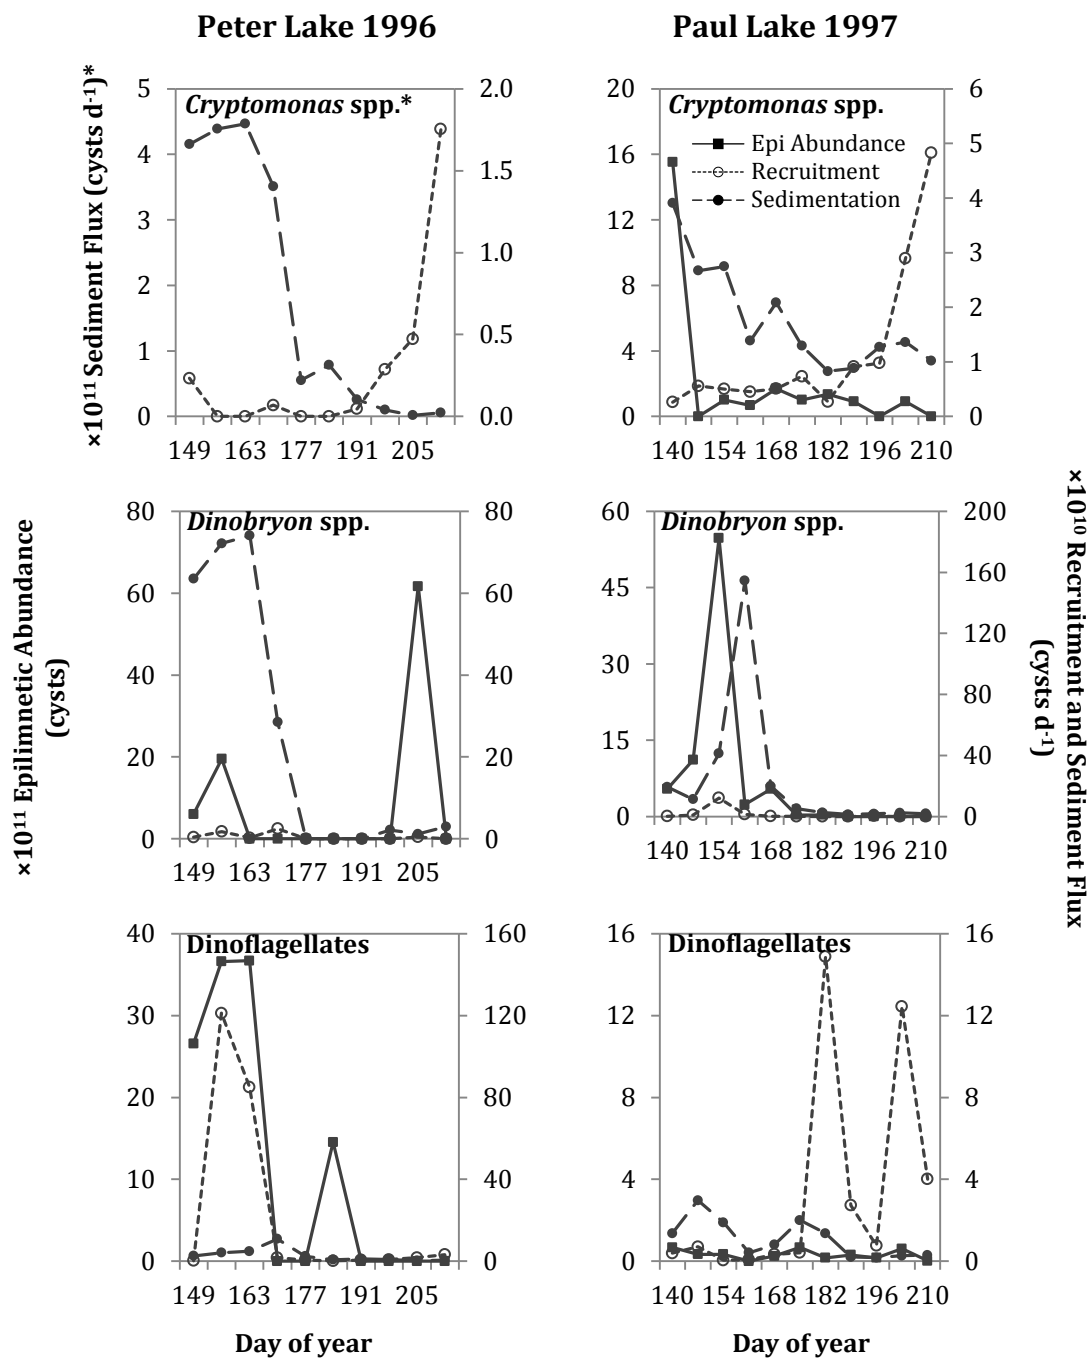 Peter Lake 1996
Paul Lake 1997
×10¹¹ Sediment Flux (cysts d⁻¹)*
Cryptomonas spp.*
5
4
3
2
1
0
2.0
1.5
1.0
0.5
0.0
149 163 177 191 205
Cryptomonas spp.
Epi Abundance
Recruitment
Sedimentation
20
16
12
8
4
0
6
5
4
3
2
1
0
140 154 168 182 196 210
×10¹¹ Epilimnetic Abundance
(cysts)
Dinobryon spp.
80
60
40
20
0
80
60
40
20
0
149 163 177 191 205
Dinobryon spp.
60
45
30
15
0
200
160
120
80
40
0
140 154 168 182 196 210
×10¹⁰ Recruitment and Sediment Flux
(cysts d⁻¹)
Dinoflagellates
40
30
20
10
0
160
120
80
40
0
149 163 177 191 205
Day of year
Dinoflagellates
16
12
8
4
0
16
12
8
4
0
140 154 168 182 196 210
Day of year